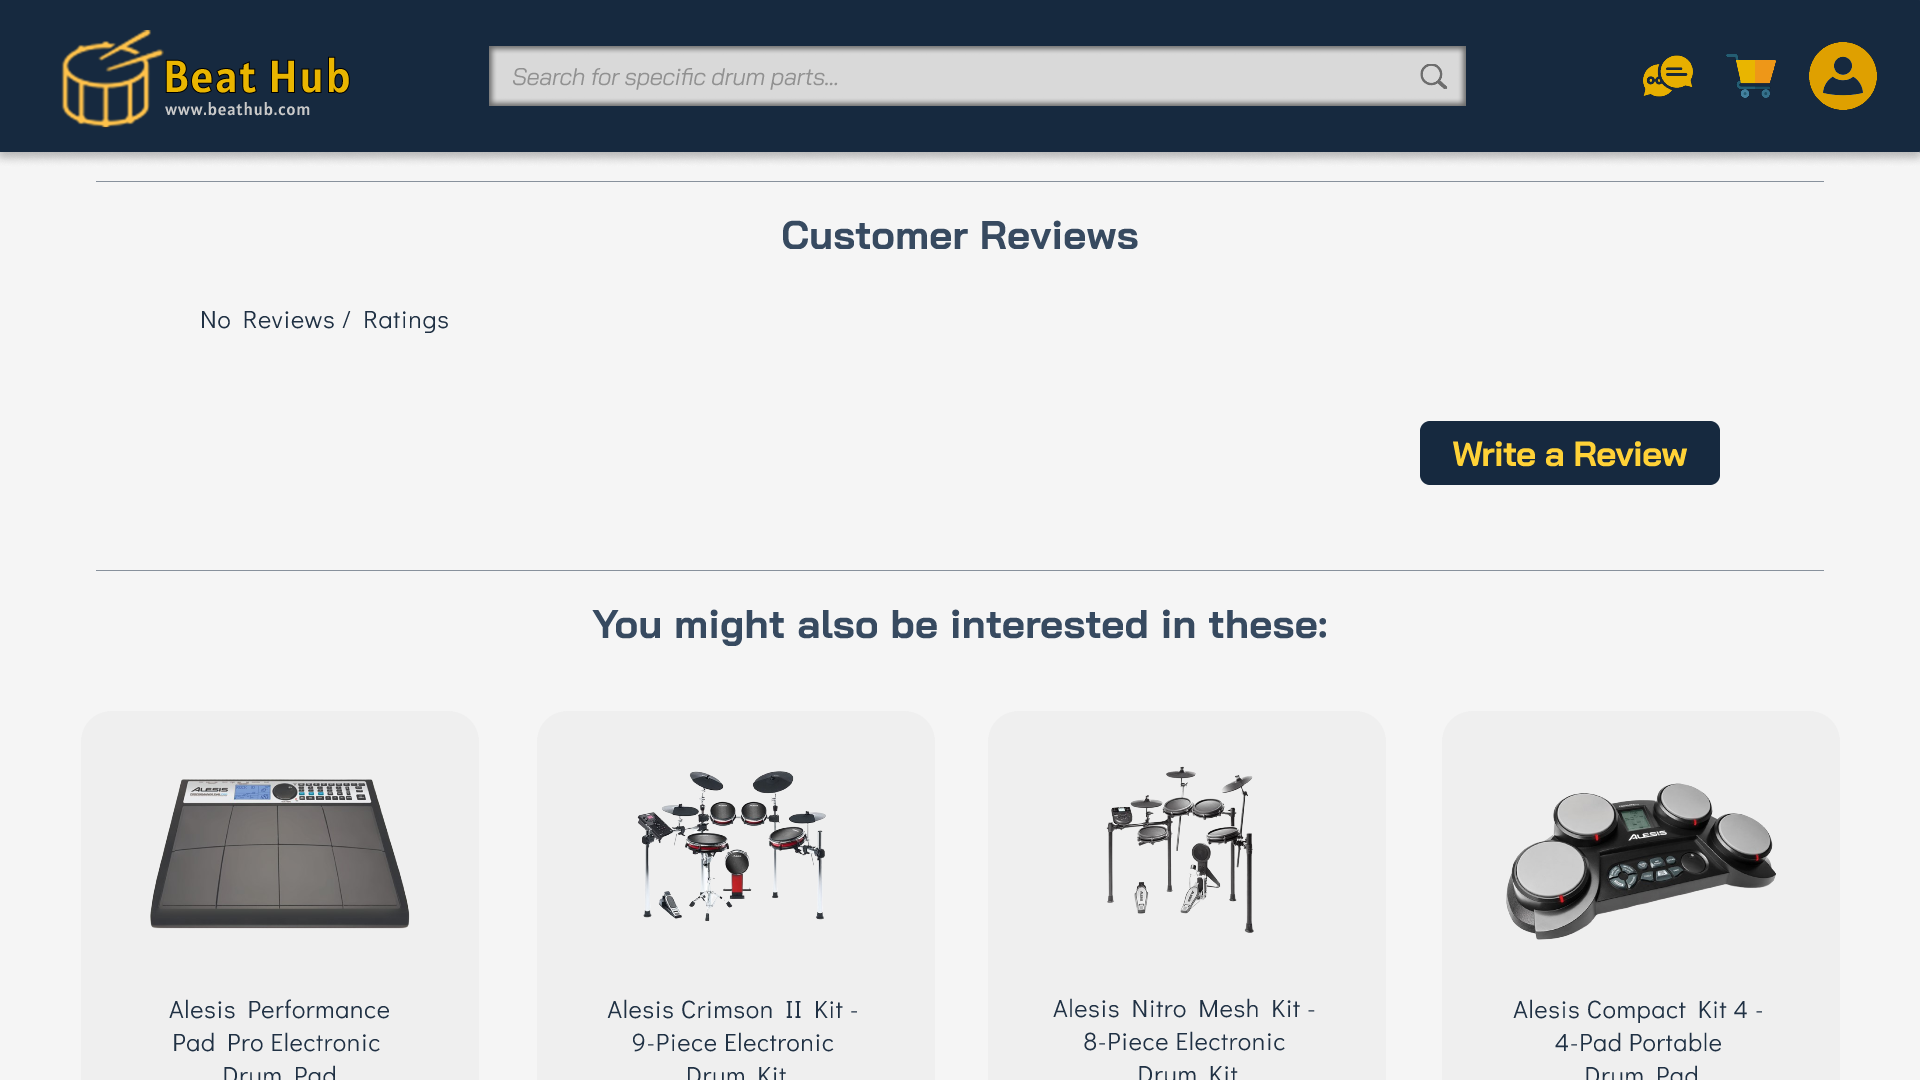 Beat Hub
www.beathub.com
Search for specific drum parts...
Customer Reviews
No Reviews / Ratings
Write a Review
You might also be interested in these:
ALESIS
ALESIS
Alesis Performance
Pad Pro Electronic
Drum Pad
Alesis Crimson II Kit -
9-Piece Electronic
Drum Kit
Alesis Nitro Mesh Kit -
8-Piece Electronic
Drum Kit
Alesis Compact Kit 4 -
4-Pad Portable
Drum Pad